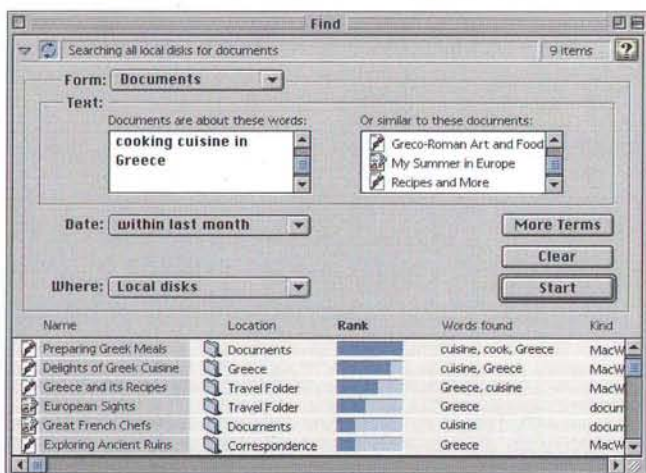 Find
Searching all local disks for documents 9 items ?
Form: Documents
Text:
Documents are about these words: Or similar to these documents:
cooking cuisine in Greece
Greco-Roman Art and Food
My Summer in Europe
Recipes and More
Date: within last month More Terms
Clear
Where: Local disks Start
Name Location Rank Words found Kind
Preparing Greek Meals Documents cuisine, cook, Greece MacW
Delights of Greek Cuisine Greece cuisine, Greece MacW
Greece and its Recipes Travel Folder Greece, cuisine MacW
European Sights Travel Folder Greece docum
Great French Chefs Documents cuisine docum
Exploring Ancient Ruins Correspondence Greece MacW